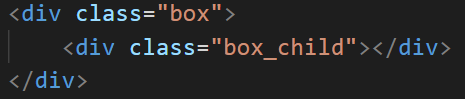 <div class="box">
    <div class="box_child"></div>
</div>